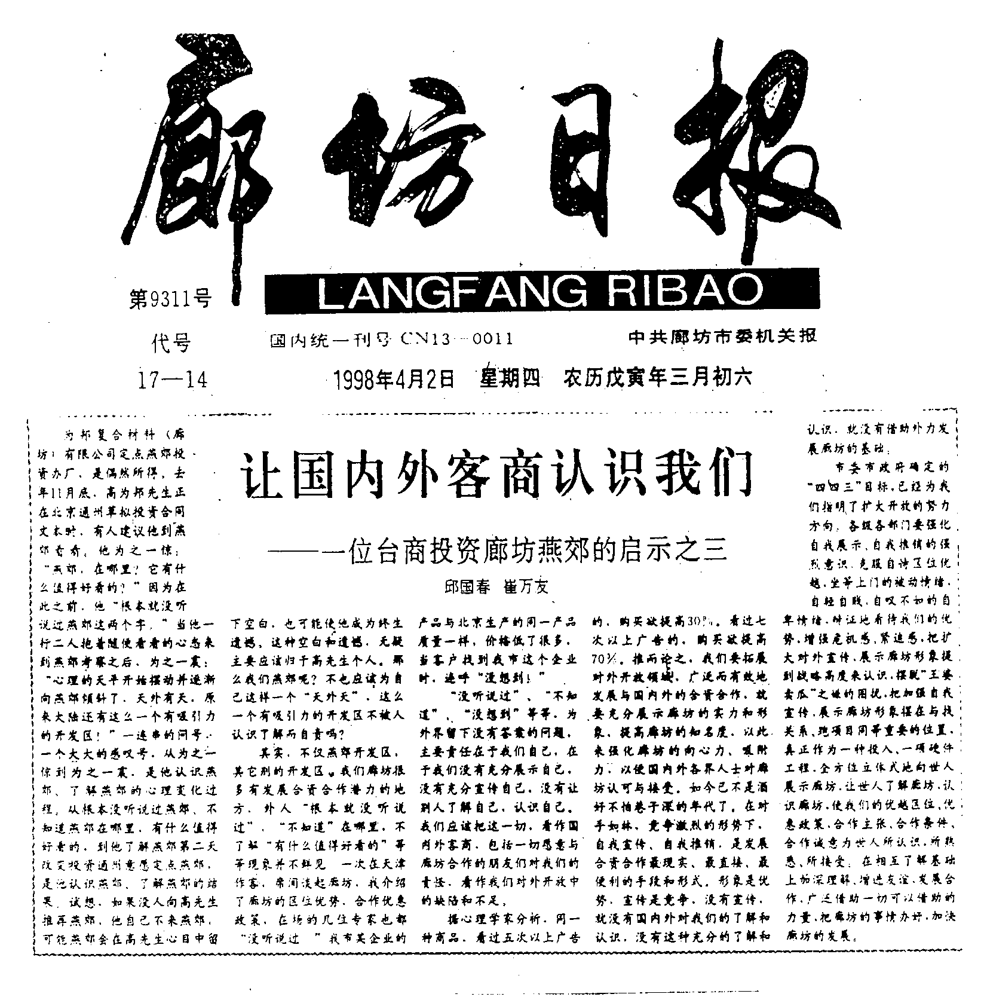 廊坊日报
LANGFANG RIBAO
第9311号
代号
17—14
国内统一刊号 CN13—0011
中共廊坊市委机关报
1998年4月2日 星期四 农历戊寅年三月初六
让国内外客商认识我们
———一位台商投资廊坊燕郊的启示之三
邱国春 崔万友
为邦复合材料（廊
坊）有限公司定点燕郊投
资办厂，是偶然所得。去
年11月底，高为邦先生正
在北京通州草拟投资合同
文本时，有人建议他到燕
郊看看。他为之一惊：
“燕郊，在哪里？它有什
么值得好看的？”因为在
此之前，他“根本就没听
说过燕郊这两个字。”当他一
行二人抱着随便看看的心态来
到燕郊考察之后，为之一震：
“心理的天平开始摆动并逐渐
向燕郊倾斜了，天外有天，原
来大陆还有这么一个有吸引力
的开发区！”一连串的问号，
一个大大的感叹号，从为之一
惊到为之一震，是他认识燕
郊、了解燕郊的心理变化过
程。从根本没听说过燕郊、不
知道燕郊在哪里，有什么值得
好看的，到他了解燕郊第二天
改变投资通州意愿定点燕郊，
是他认识燕郊、了解燕郊的结
果。试想，如果没人向高先生
推荐燕郊，他自己不来燕郊，
可能燕郊会在高先生心目中留
下空白，也可能使他成为终生
遗憾。这种空白和遗憾，无疑
主要应该归于高先生个人。那
么我们燕郊呢？不也应该为自
己这样一个“天外天”，这么
一个有吸引力的开发区不被人
认识了解而自责吗？
其实，不仅燕郊开发区，
其它别的开发区。我们廊坊很
多有发展合资合作潜力的地
方，外人“根本就没听说
过”，“不知道”在哪里，不
了解“有什么值得好看的”等
等现象并不鲜见 一次在天津
作客，席间谈起廊坊，我介绍
了廊坊的区位优势，合作优惠
政策，在场的几位专家也都
“没听说过 ”我市某企业的
产品与北京生产的同一产品
质量一样，价格低了很多，
当客户找到我市这个企业
时，连呼“没想到！”
“没听说过”、“不知
道”、“没想到”等等，为
外界留下没有答案的问题，
主要责任在于我们自己，在
于我们没有充分展示自己，
没有充分宣传自己，没有让
别人了解自己，认识自己。
我们应该把这一切，看作国
内外客商，包括一切愿意与
廊坊合作的朋友们对我们的
责怪，看作我们对外开放中
的缺陷和不足。
据心理学家分析，同一
种商品，看过五次以上广告
的，购买欲提高30%。看过七
次以上广告的，购买欲提高
70%。推而论之，我们要拓展
对外开放领域，广泛而有效地
发展与国内外的合资合作，就
要充分展示廊坊的实力和形
象，提高廊坊的知名度，以此
来强化廊坊的向心力、吸附
力，以使国内外各界人士对廊
坊认可与接受。如今已不是酒
好不怕巷子深的年代了。在对
手如林、竞争激烈的形势下，
自我宣传、自我推销，是发展
合资合作最现实、最直接、最
便利的手段和形式。形象是优
势，宣传是竞争，没有宣传，
就没有国内外对我们的了解和
认识，没有这种充分的了解和
认识，就没有借助外力发
展廊坊的基础。
市委市政府确定的
“四四三”目标，已经为我
们指明了扩大开放的努力
方向。各级各部门要强化
自我展示、自我推销的强
烈意识，克服自恃区位优
越，坐等上门的被动情绪，
自轻自贱，自叹不如的自
卑情绪，辩证地看待我们的优
势，增强危机感、紧迫感，把扩
大对外宣传、展示廊坊形象提
到战略高度来认识，摆脱“王婆
卖瓜”之嫌的困扰，把加强自我
宣传、展示廊坊形象摆在与找
关系、跑项目同等重要的位置，
真正作为一种投入、一项硬件
工程，全方位立体式地向世人
展示廊坊，让世人了解廊坊，认
识廊坊，使我们的优越区位、优
惠政策、合作主张、合作条件、
合作诚意为世人所认识、所熟
悉、所接受。在相互了解基础
上加深理解、增进友谊、发展合
作，广泛借助一切可以借助的
力量，把廊坊的事情办好，加快
廊坊的发展。